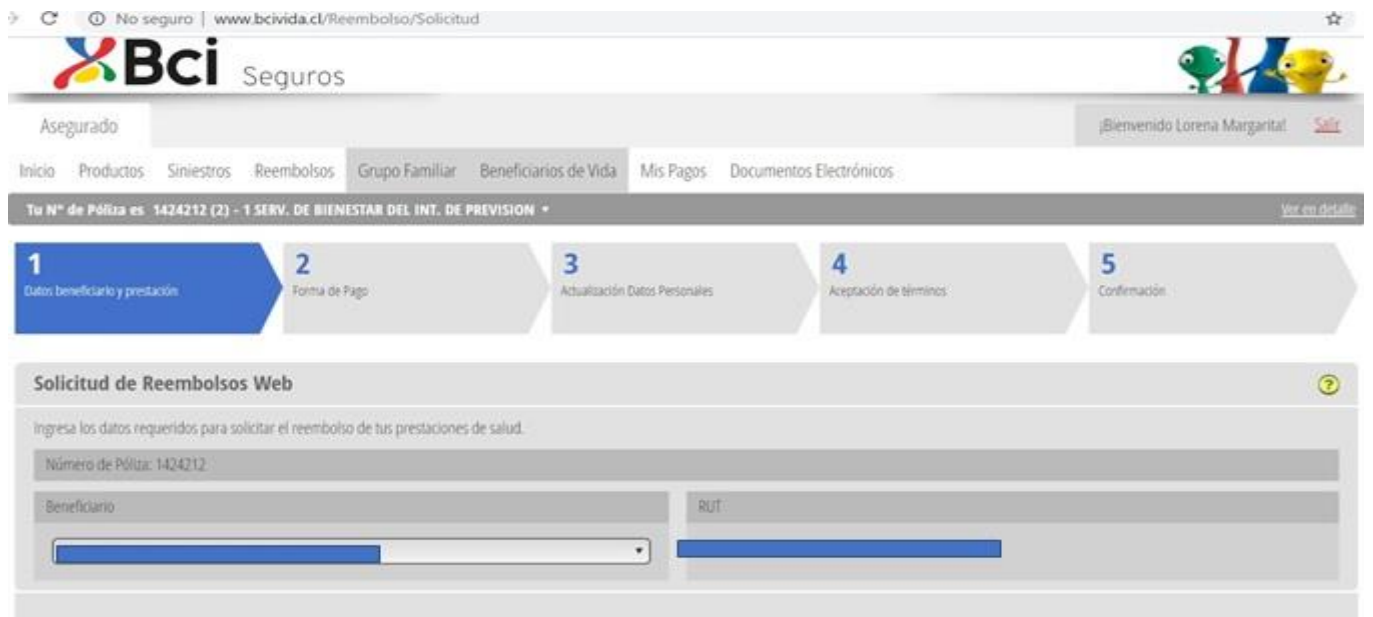 No seguro | www.bcivida.cl/Reembolso/Solicitud
Bci Seguros
Asegurado
¡Bienvenido Lorena Margarita! Salir
Inicio Productos Siniestros Reembolsos Grupo Familiar Beneficiarios de Vida Mis Pagos Documentos Electrónicos
Tu N° de Póliza es 1424212 (2) - 1 SERV. DE BIENESTAR DEL INT. DE PREVISION Ver en detalle
1 2 3 4 5
Datos beneficiario y prestación Forma de Pago Actualización Datos Personales Aceptación de términos Confirmación
Solicitud de Reembolsos Web ?
Ingresa los datos requeridos para solicitar el reembolso de tus prestaciones de salud.
Número de Póliza: 1424212
Beneficiario RUT